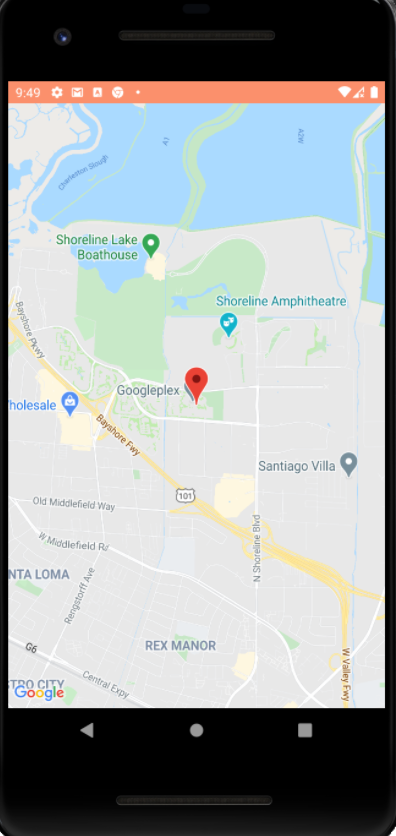 9:49
Charleston Slough
A1
A2W
Shoreline Lake
Boathouse
Shoreline Amphitheatre
Bayshore Pkwy
Googleplex
holesale
Bayshore Fwy
Santiago Villa
101
Old Middlefield Way
W Middlefield R
N Shoreline Blvd
NTA LOMA
Rengstorff Ave
REX MANOR
G6
W Valley Fwy
Central Expy
STRO CITY
Google